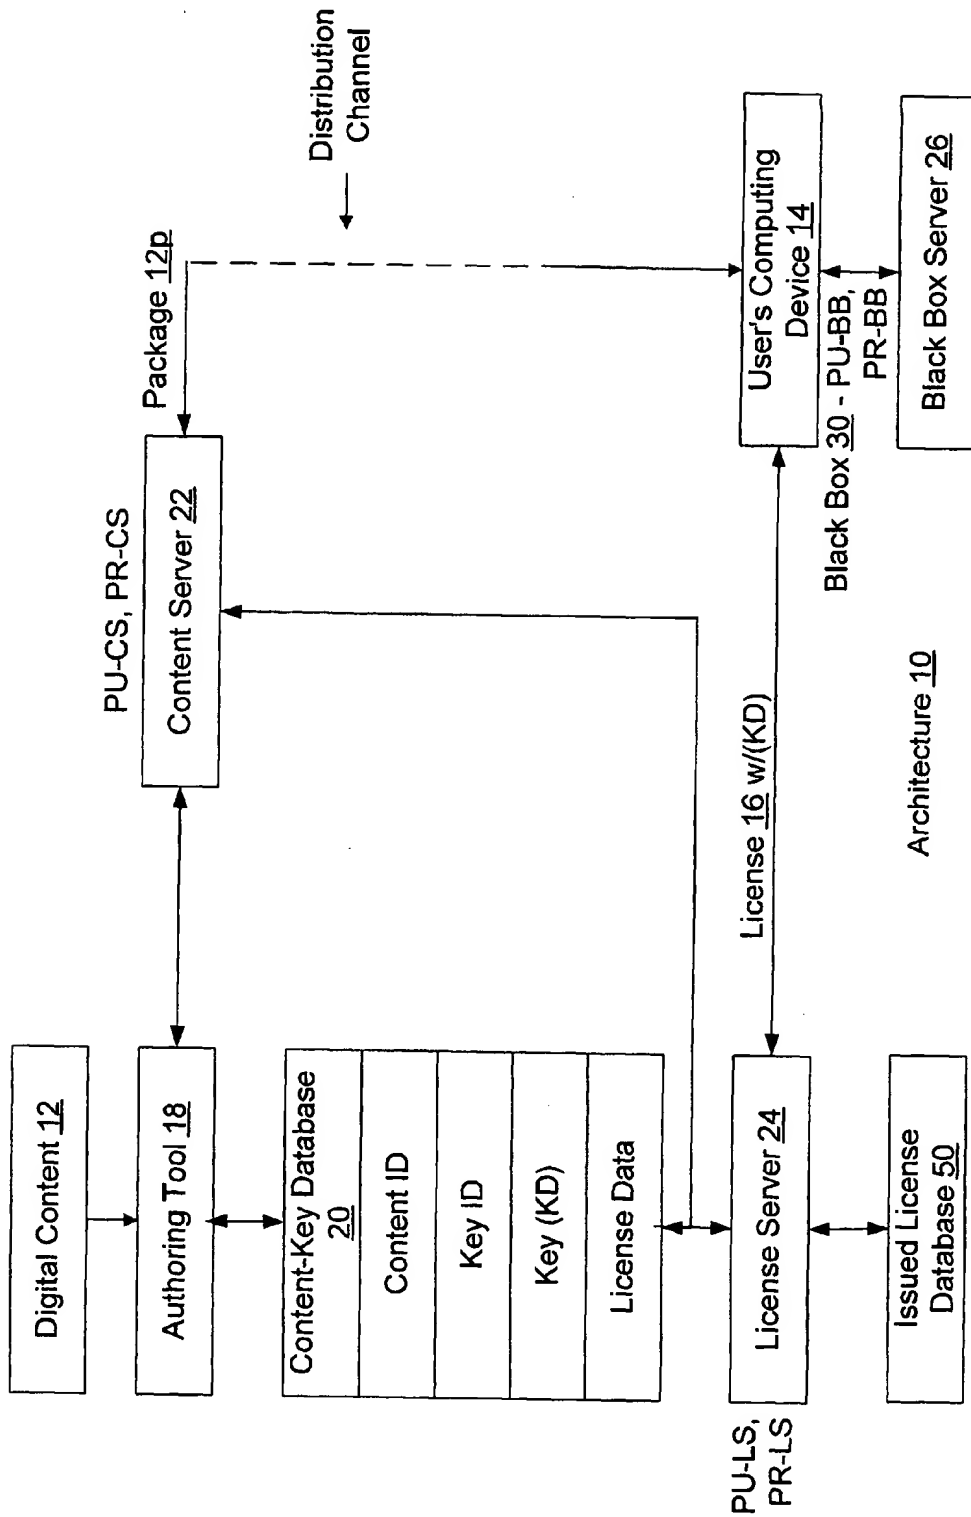 Digital Content 12
Authoring Tool 18
Content-Key Database
20
Content ID
Key ID
Key (KD)
License Data
PU-LS,
PR-LS
License Server 24
Issued License
Database 50
PU-CS, PR-CS
Content Server 22
Package 12p
Distribution
Channel
License 16 w/(KD)
User's Computing
Device 14
Black Box 30 - PU-BB,
PR-BB
Black Box Server 26
Architecture 10